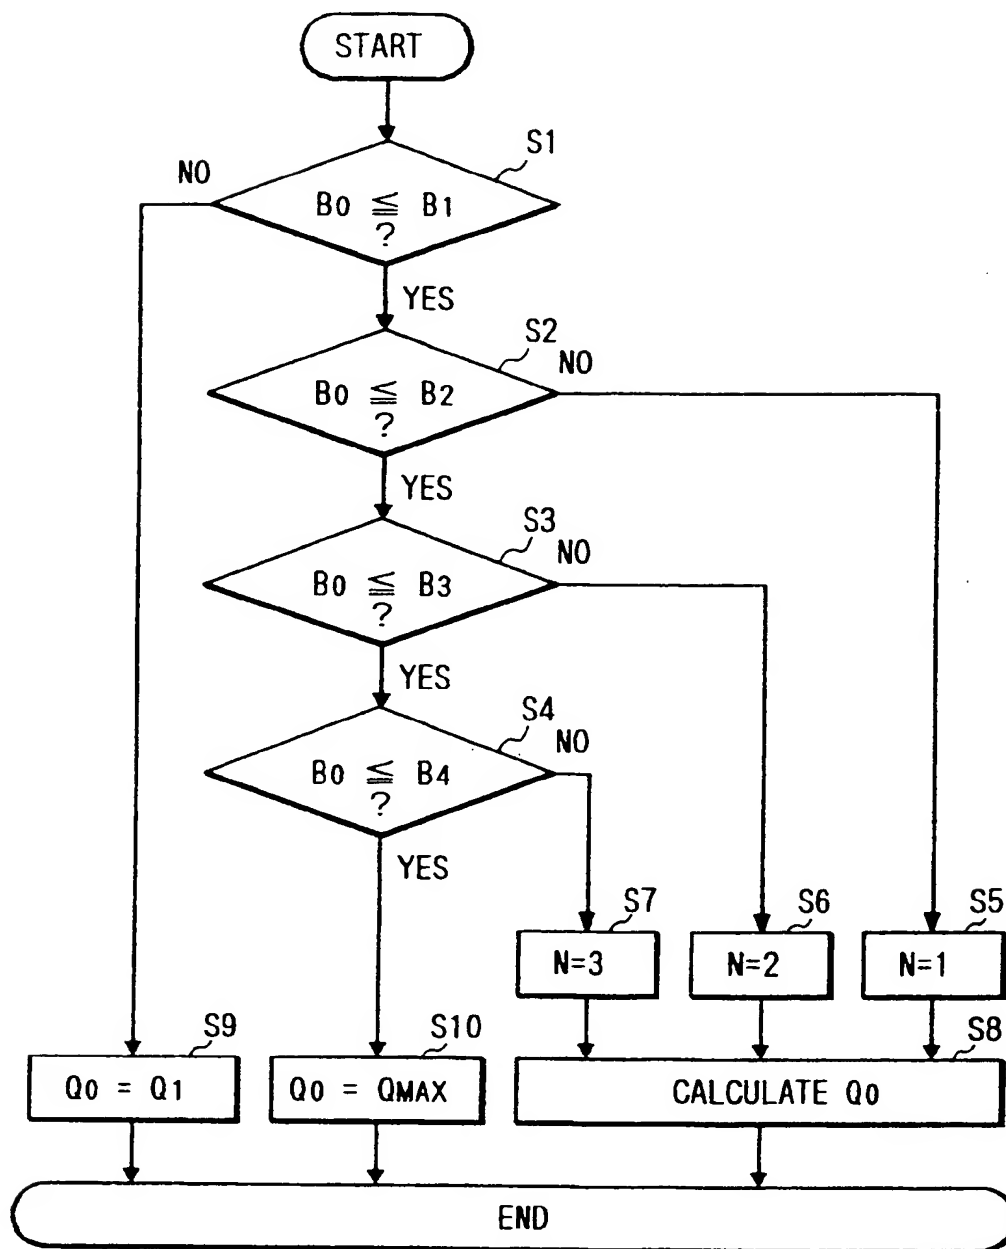 START
S1
NO
B0 ≦ B1
?
YES
S2
NO
B0 ≦ B2
?
YES
S3
NO
B0 ≦ B3
?
YES
S4
NO
B0 ≦ B4
?
YES
S7
S6
S5
N=3
N=2
N=1
S9
S10
S8
Q0 = Q1
Q0 = QMAX
CALCULATE Q0
END